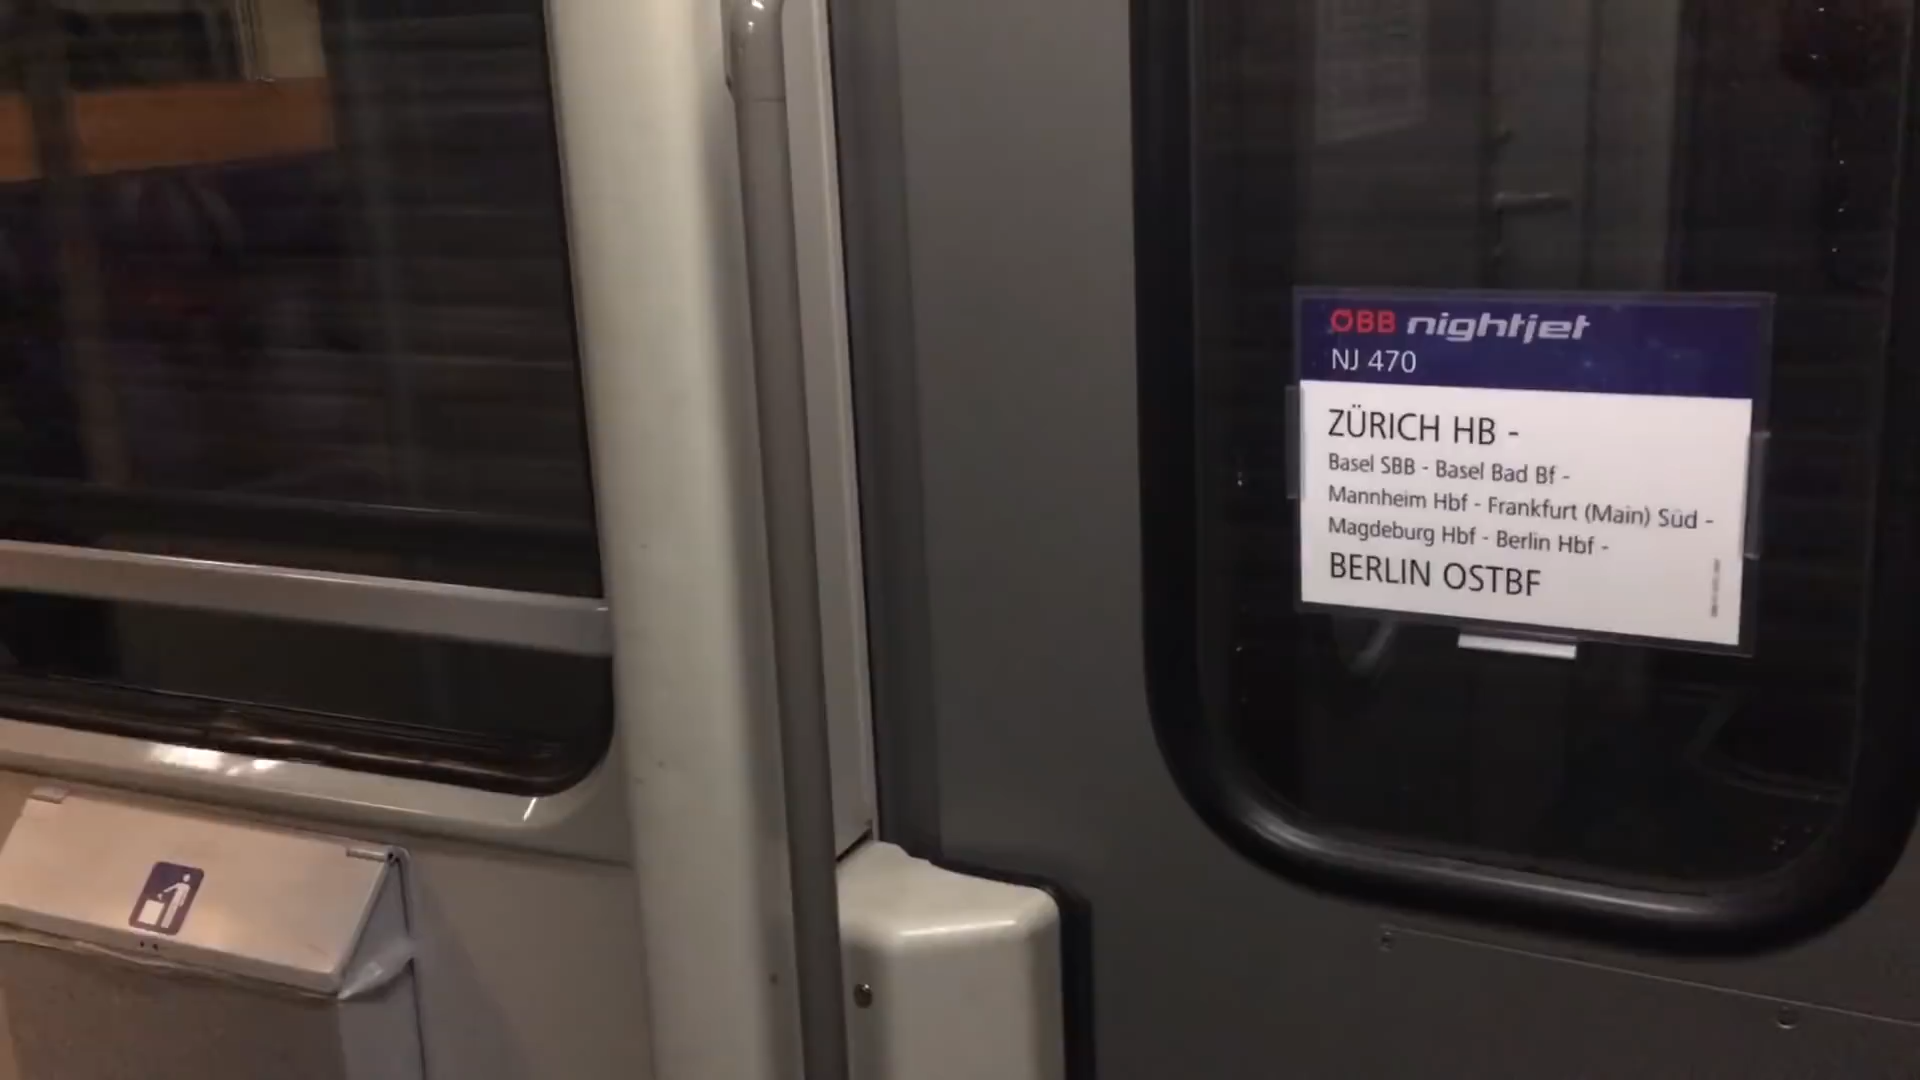 ÖBB nightjet
NJ 470
ZÜRICH HB -
Basel SBB - Basel Bad Bf -
Mannheim Hbf - Frankfurt (Main) Süd -
Magdeburg Hbf - Berlin Hbf -
BERLIN OSTBF